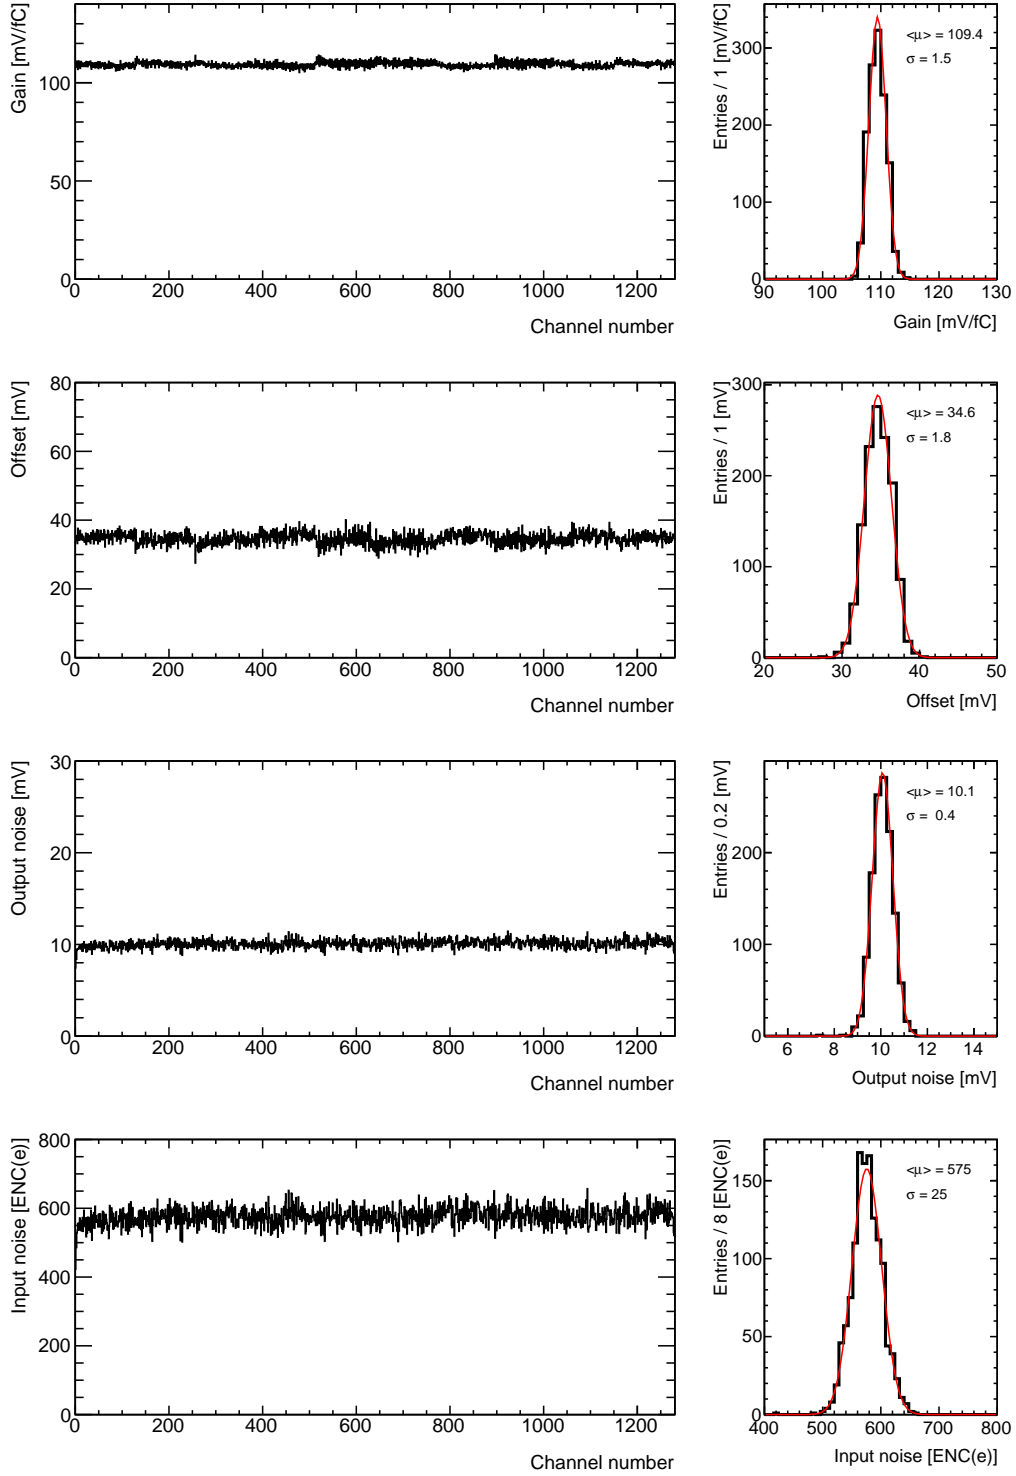 Gain [mV/fC]
100
50
0
0 200 400 600 800 1000 1200
Channel number
Entries / 1 [mV/fC]
300
200
100
0
<μ> = 109.4
σ = 1.5
90 100 110 120 130
Gain [mV/fC]
Offset [mV]
80
60
40
20
0
0 200 400 600 800 1000 1200
Channel number
Entries / 1 [mV]
300
200
100
0
<μ> = 34.6
σ = 1.8
20 30 40 50
Offset [mV]
Output noise [mV]
30
20
10
0
0 200 400 600 800 1000 1200
Channel number
Entries / 0.2 [mV]
200
100
0
<μ> = 10.1
σ = 0.4
6 8 10 12 14
Output noise [mV]
Input noise [ENC(e)]
800
600
400
200
0
0 200 400 600 800 1000 1200
Channel number
Entries / 8 [ENC(e)]
150
100
50
0
<μ> = 575
σ = 25
400 500 600 700 800
Input noise [ENC(e)]